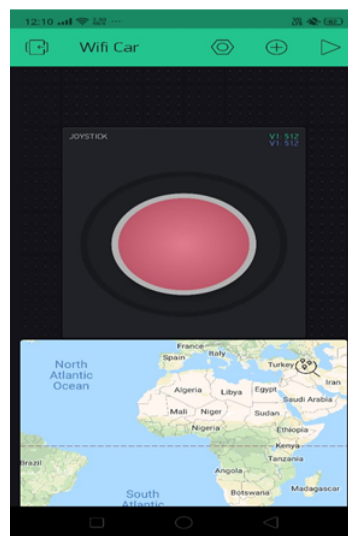 12:10
Wifi Car
JOYSTICK
V1: 512
V1: 512
France
Spain
Italy
Turkey
North
Atlantic
Ocean
Iran
Algeria
Libya
Egypt
Saudi Arabia
Mali
Niger
Sudan
Nigeria
Ethiopia
Kenya
Brazil
Tanzania
Angola
Botswana
Madagascar
South
Atlantic